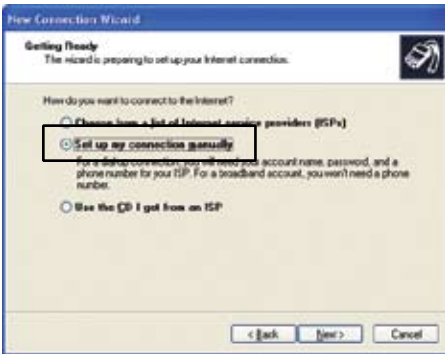 New Connection Wizard
Getting Ready
The wizard is preparing to set up your Internet connection.
How do you want to connect to the Internet?
Choose from a list of Internet service providers (ISPs)
Set up my connection manually
For a dial-up connection, you will need your account name, password, and a
phone number for your ISP. For a broadband account, you won't need a phone
number.
Use the CD I got from an ISP
< Back Next > Cancel